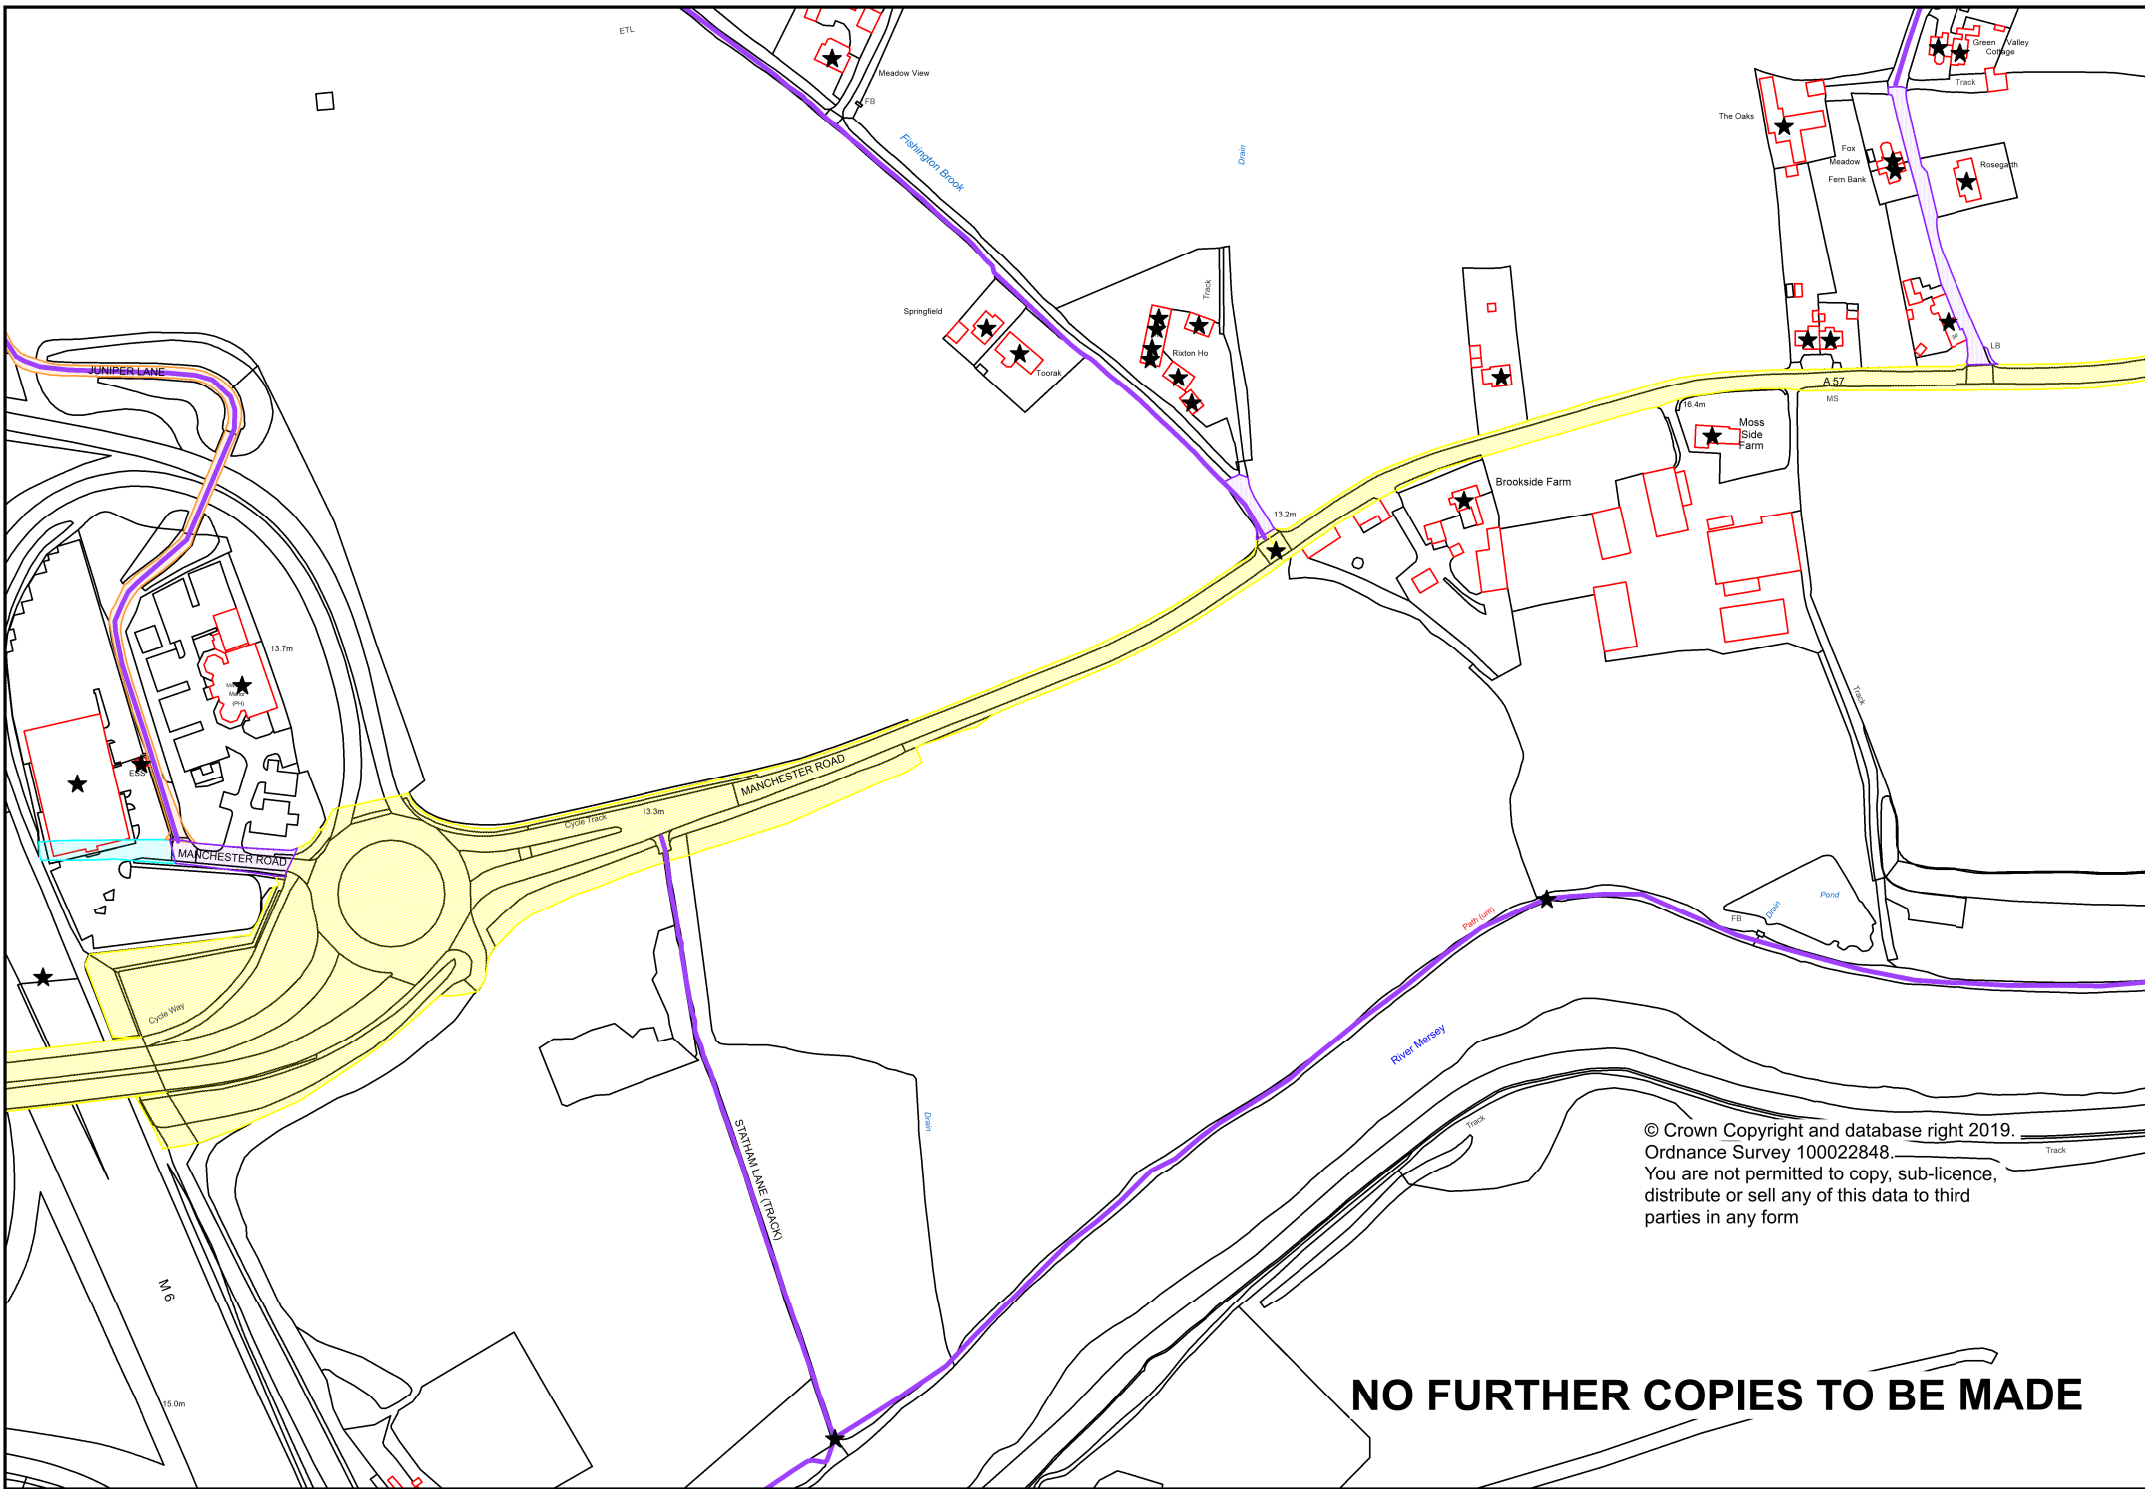 ETL
Meadow View
FB
Fishington Brook
Drain
Green Valley
Cottage
Track
The Oaks
Fox
Meadow
Fern Bank
Rosegarth
Springfield
Toorak
Track
Rixton Ho
LB
A 57
MS
16.4m
Moss
Side
Farm
JUNIPER LANE
Brookside Farm
13.2m
13.7m
Manor
(PH)
ESS
MANCHESTER ROAD
MANCHESTER ROAD
13.3m
Cycle Track
Cycle Way
Track
Pond
Drain
FB
Path (um)
River Mersey
Drain
STATHAM LANE (TRACK)
Track
Track
M 6
15.0m
© Crown Copyright and database right 2019.
Ordnance Survey 100022848.
You are not permitted to copy, sub-licence,
distribute or sell any of this data to third
parties in any form
NO FURTHER COPIES TO BE MADE